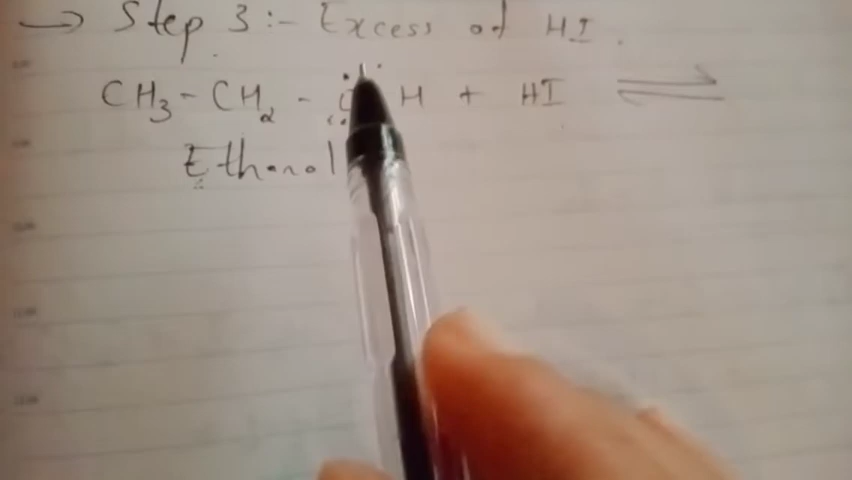 → Step 3:- Excess of HI.
CH₃ - CH₂ - O H + HI ⇌
Ethanol